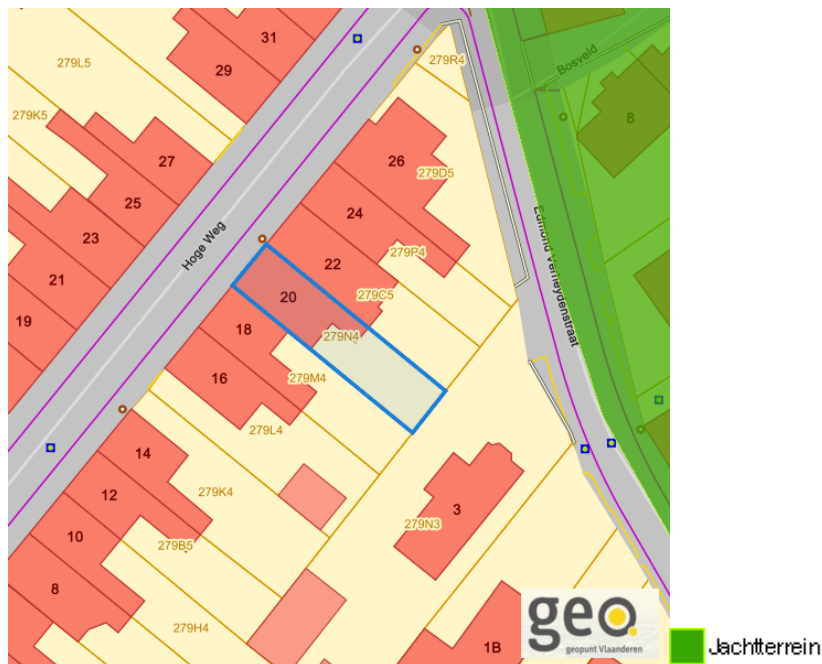 31
279R4
29
279L5
Bosveld
8
279K5
27
26
279D5
25
24
23
Hoge Weg
22
279P4
Edmond Verheydenstraat
21
20
279C5
19
18
279N4
16
279M4
279L4
14
12
279K4
3
279N3
10
279B5
8
279H4
1B
geo
geopunt Vlaanderen
Jachtterrein